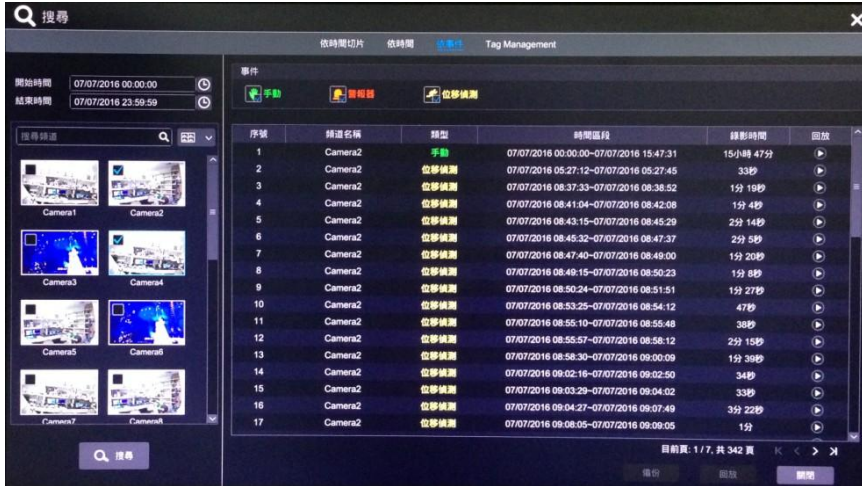 搜尋
依時間切片 依時間 依事件 Tag Management
開始時間 07/07/2016 00:00:00
結束時間 07/07/2016 23:59:59
事件
手動 警報器 位移偵測
搜尋頻道
Camera1 Camera2
Camera3 Camera4
Camera5 Camera6
Camera7 Camera8
搜尋
序號 頻道名稱 類型 時間區段 錄影時間 回放
1 Camera2 手動 07/07/2016 00:00:00~07/07/2016 15:47:31 15小時 47分
2 Camera2 位移偵測 07/07/2016 05:27:12~07/07/2016 05:27:45 33秒
3 Camera2 位移偵測 07/07/2016 08:37:33~07/07/2016 08:38:52 1分 19秒
4 Camera2 位移偵測 07/07/2016 08:41:04~07/07/2016 08:42:08 1分 4秒
5 Camera2 位移偵測 07/07/2016 08:43:15~07/07/2016 08:45:29 2分 14秒
6 Camera2 位移偵測 07/07/2016 08:45:32~07/07/2016 08:47:37 2分 5秒
7 Camera2 位移偵測 07/07/2016 08:47:40~07/07/2016 08:49:00 1分 20秒
8 Camera2 位移偵測 07/07/2016 08:49:15~07/07/2016 08:50:23 1分 8秒
9 Camera2 位移偵測 07/07/2016 08:50:24~07/07/2016 08:51:51 1分 27秒
10 Camera2 位移偵測 07/07/2016 08:53:25~07/07/2016 08:54:12 47秒
11 Camera2 位移偵測 07/07/2016 08:55:10~07/07/2016 08:55:48 38秒
12 Camera2 位移偵測 07/07/2016 08:55:57~07/07/2016 08:58:12 2分 15秒
13 Camera2 位移偵測 07/07/2016 08:58:30~07/07/2016 09:00:09 1分 39秒
14 Camera2 位移偵測 07/07/2016 09:02:16~07/07/2016 09:02:50 34秒
15 Camera2 位移偵測 07/07/2016 09:03:29~07/07/2016 09:04:02 33秒
16 Camera2 位移偵測 07/07/2016 09:04:27~07/07/2016 09:07:49 3分 22秒
17 Camera2 位移偵測 07/07/2016 09:08:05~07/07/2016 09:09:05 1分
目前頁: 1 / 7, 共 342 頁
備份 回放 關閉